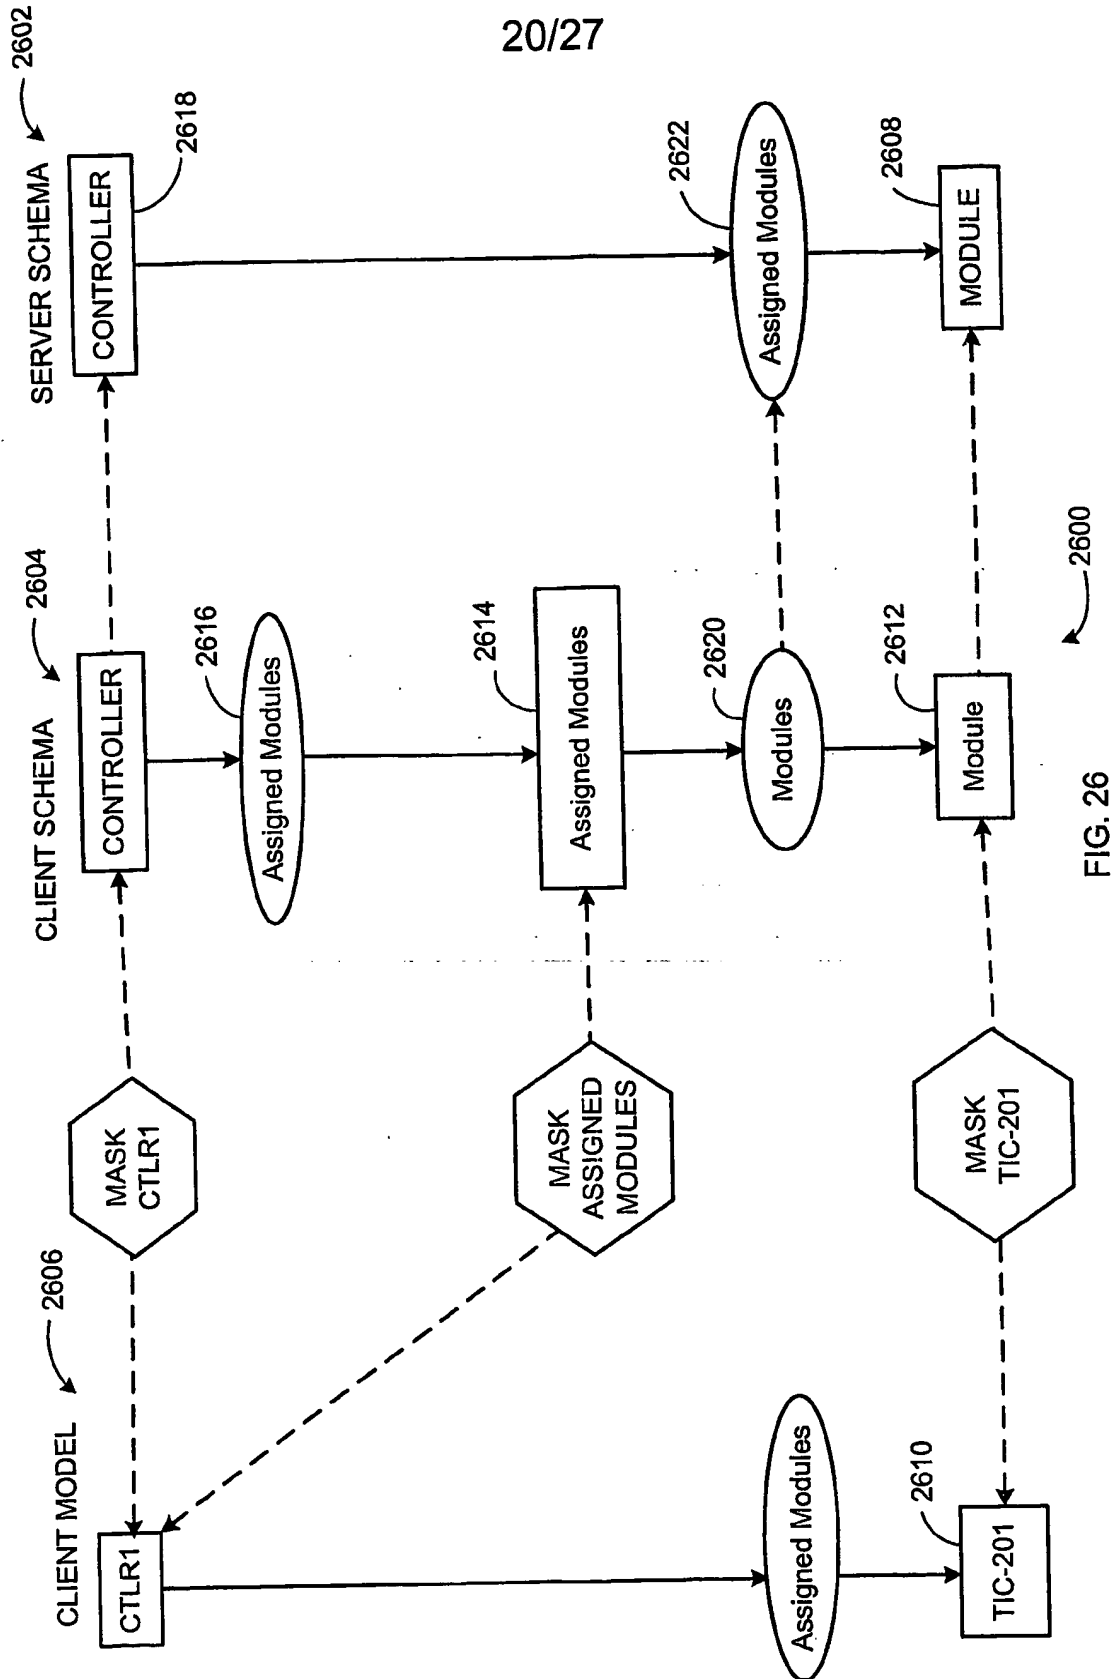 20/27
CLIENT MODEL
2606
CLIENT SCHEMA
2604
SERVER SCHEMA
2602
CTLR1
MASK
CTLR1
CONTROLLER
CONTROLLER
2618
Assigned Modules
2616
MASK
ASSIGNED
MODULES
Assigned Modules
2614
Assigned Modules
Modules
2620
Assigned Modules
2622
TIC-201
2610
MASK
TIC-201
Module
2612
MODULE
2608
2600
FIG. 26